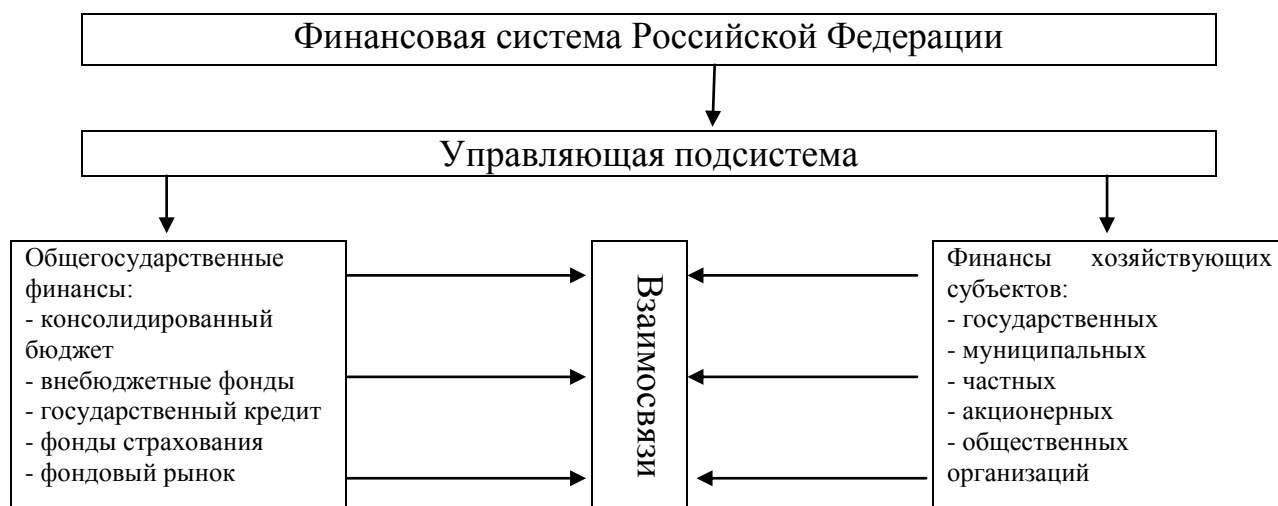 Финансовая система Российской Федерации
Управляющая подсистема
Общегосударственные
финансы:
- консолидированный
бюджет
- внебюджетные фонды
- государственный кредит
- фонды страхования
- фондовый рынок
Взаимосвязи
Финансы хозяйствующих
субъектов:
- государственных
- муниципальных
- частных
- акционерных
- общественных
организаций